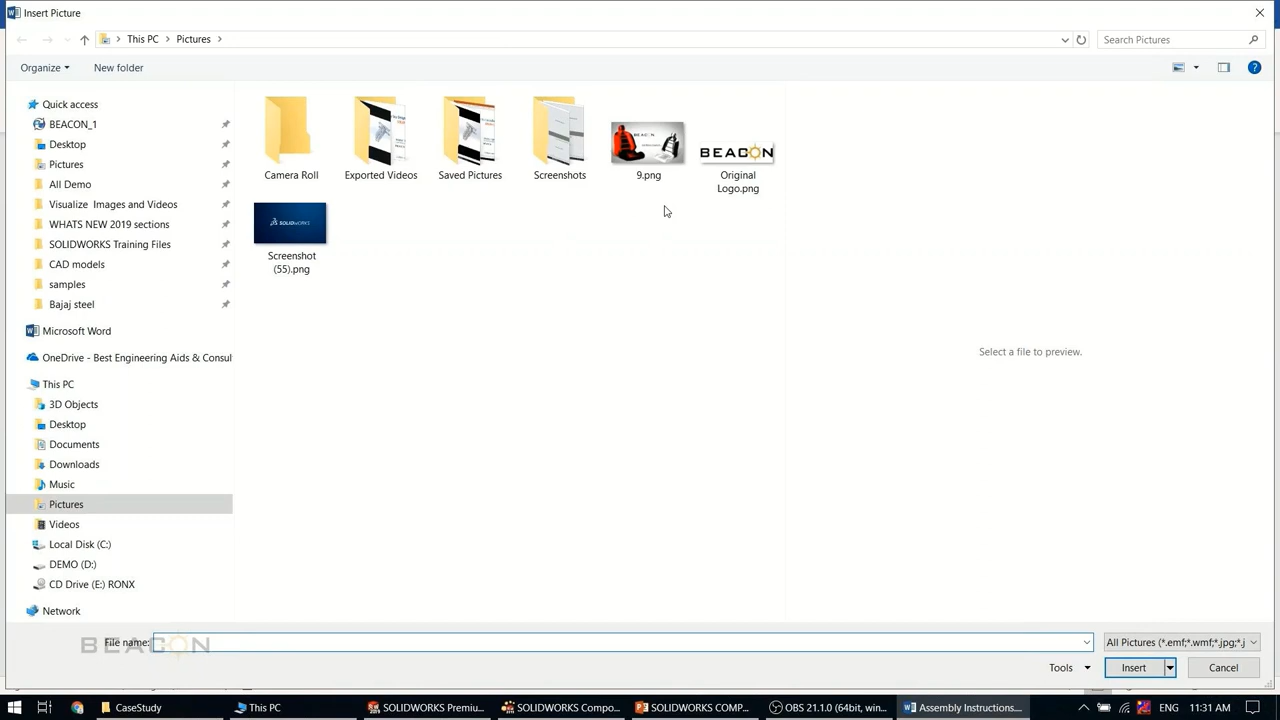 Insert Picture
This PC
Pictures
Search Pictures
Organize
New folder
Quick access
BEACON_1
Desktop
Pictures
All Demo
Visualize Images and Videos
WHATS NEW 2019 sections
SOLIDWORKS Training Files
CAD models
samples
Bajaj steel
Microsoft Word
OneDrive - Best Engineering Aids & Consul
This PC
3D Objects
Desktop
Documents
Downloads
Music
Pictures
Videos
Local Disk (C:)
DEMO (D:)
CD Drive (E:) RONX
Network
Camera Roll
Exported Videos
Saved Pictures
Screenshots
BEACON
9.png
BEACON
Original
Logo.png
SOLIDWORKS
Screenshot
(55).png
Select a file to preview.
BEACON
File name:
All Pictures (*.emf;*.wmf;*.jpg;*.j
Tools
Insert
Cancel
CaseStudy
This PC
SOLIDWORKS Premiu...
SOLIDWORKS Compo...
SOLIDWORKS COMP...
OBS 21.1.0 (64bit, win...
Assembly Instructions...
ENG
11:31 AM